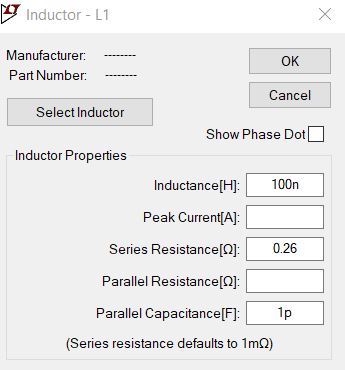 Inductor - L1
Manufacturer: --------
Part Number: --------
OK
Cancel
Select Inductor
Show Phase Dot
Inductor Properties
Inductance[H]: 100n
Peak Current[A]:
Series Resistance[Ω]: 0.26
Parallel Resistance[Ω]:
Parallel Capacitance[F]: 1p
(Series resistance defaults to 1mΩ)